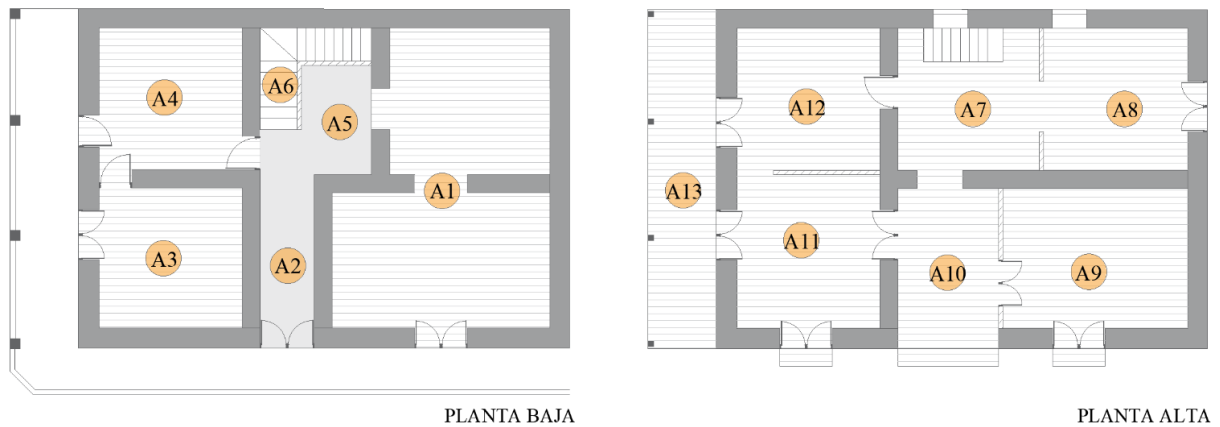 A4
A6
A5
A1
A3
A2
PLANTA BAJA
A12
A7
A8
A13
A11
A10
A9
PLANTA ALTA